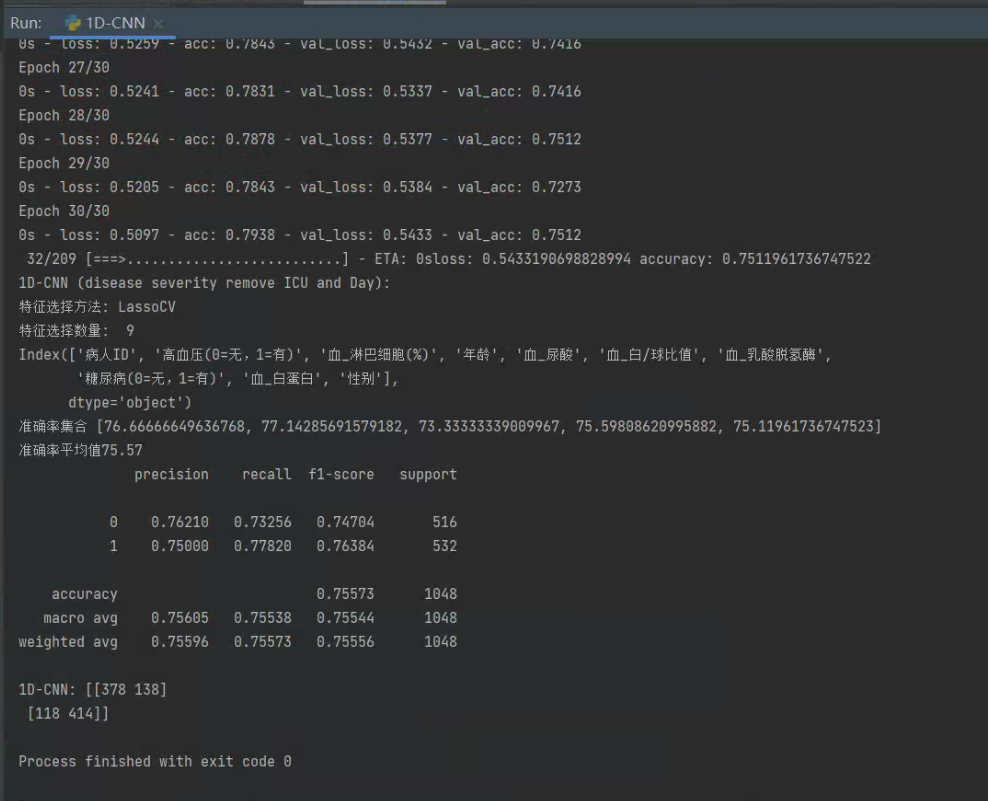 Run: 1D-CNN ×
0s - loss: 0.5259 - acc: 0.7843 - val_loss: 0.5432 - val_acc: 0.7416
Epoch 27/30
0s - loss: 0.5241 - acc: 0.7831 - val_loss: 0.5337 - val_acc: 0.7416
Epoch 28/30
0s - loss: 0.5244 - acc: 0.7878 - val_loss: 0.5377 - val_acc: 0.7512
Epoch 29/30
0s - loss: 0.5205 - acc: 0.7843 - val_loss: 0.5384 - val_acc: 0.7273
Epoch 30/30
0s - loss: 0.5097 - acc: 0.7938 - val_loss: 0.5433 - val_acc: 0.7512
32/209 [===>..........................] - ETA: 0sloss: 0.5433190698828994 accuracy: 0.7511961736747522
1D-CNN (disease severity remove ICU and Day):
特征选择方法: LassoCV
特征选择数量: 9
Index(['病人ID', '高血压(0=无，1=有)', '血_淋巴细胞(%)', '年龄', '血_尿酸', '血_白/球比值', '血_乳酸脱氢酶',
'糖尿病(0=无，1=有)', '血_白蛋白', '性别'],
dtype='object')
准确率集合 [76.66666649636768, 77.14285691579182, 73.33333339009967, 75.59808620995882, 75.11961736747523]
准确率平均值75.57
precision recall f1-score support
0 0.76210 0.73256 0.74704 516
1 0.75000 0.77820 0.76384 532
accuracy 0.75573 1048
macro avg 0.75605 0.75538 0.75544 1048
weighted avg 0.75596 0.75573 0.75556 1048
1D-CNN: [[378 138]
[118 414]]
Process finished with exit code 0